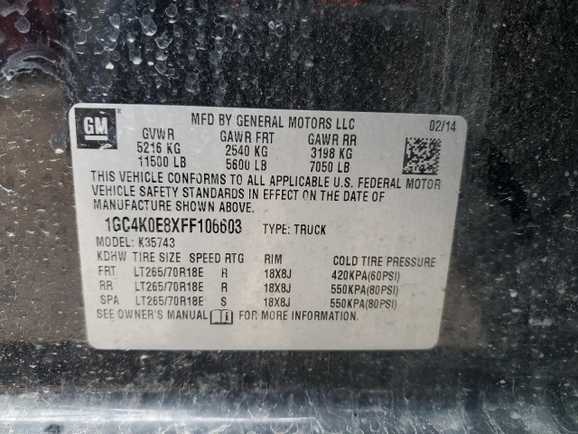 GM
MFD BY GENERAL MOTORS LLC 02/14
GVWR GAWR FRT GAWR RR
5216 KG 2540 KG 3198 KG
11500 LB 5600 LB 7050 LB
THIS VEHICLE CONFORMS TO ALL APPLICABLE U.S. FEDERAL MOTOR
VEHICLE SAFETY STANDARDS IN EFFECT ON THE DATE OF
MANUFACTURE SHOWN ABOVE.
1GC4K0E8XFF106603 TYPE: TRUCK
MODEL: K35743
KDHW TIRE SIZE SPEED RTG RIM COLD TIRE PRESSURE
FRT LT265/70R18E R 18X8J 420KPA(60PSI)
RR LT265/70R18E R 18X8J 550KPA(80PSI)
SPA LT265/70R18E S 18X8J 550KPA(80PSI)
SEE OWNER'S MANUAL FOR MORE INFORMATION.